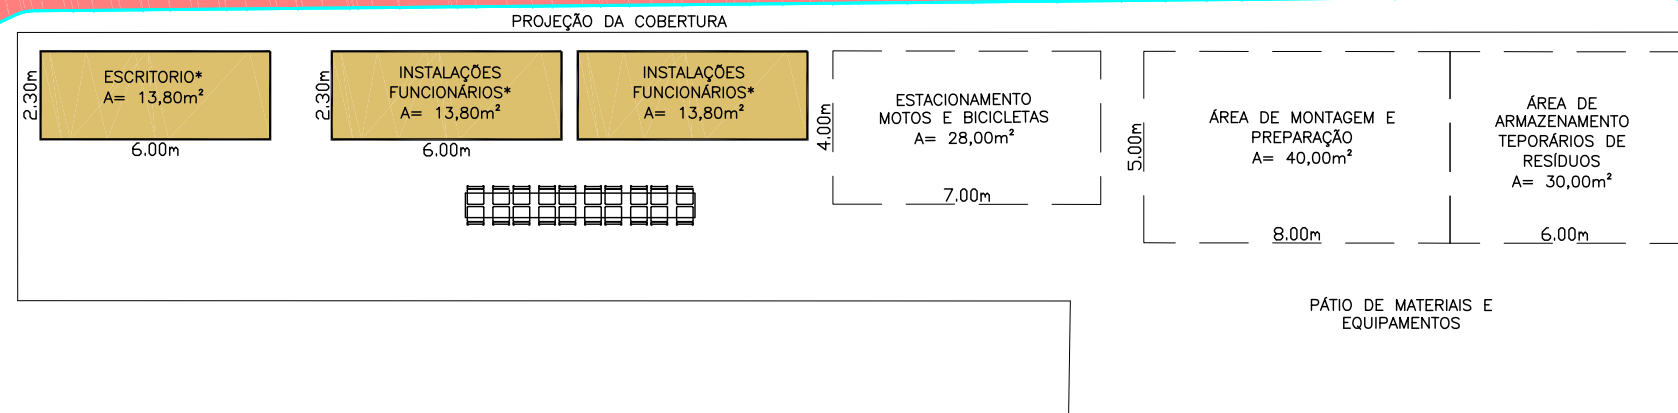 PROJEÇÃO DA COBERTURA
2.30m
ESCRITORIO*
A= 13,80m²
6.00m
2.30m
INSTALAÇÕES
FUNCIONÁRIOS*
A= 13,80m²
6.00m
INSTALAÇÕES
FUNCIONÁRIOS*
A= 13,80m²
4.00m
ESTACIONAMENTO
MOTOS E BICICLETAS
A= 28,00m²
7.00m
5.00m
ÁREA DE MONTAGEM E
PREPARAÇÃO
A= 40,00m²
8.00m
ÁREA DE
ARMAZENAMENTO
TEPORÁRIOS DE
RESÍDUOS
A= 30,00m²
6.00m
PÁTIO DE MATERIAIS E
EQUIPAMENTOS